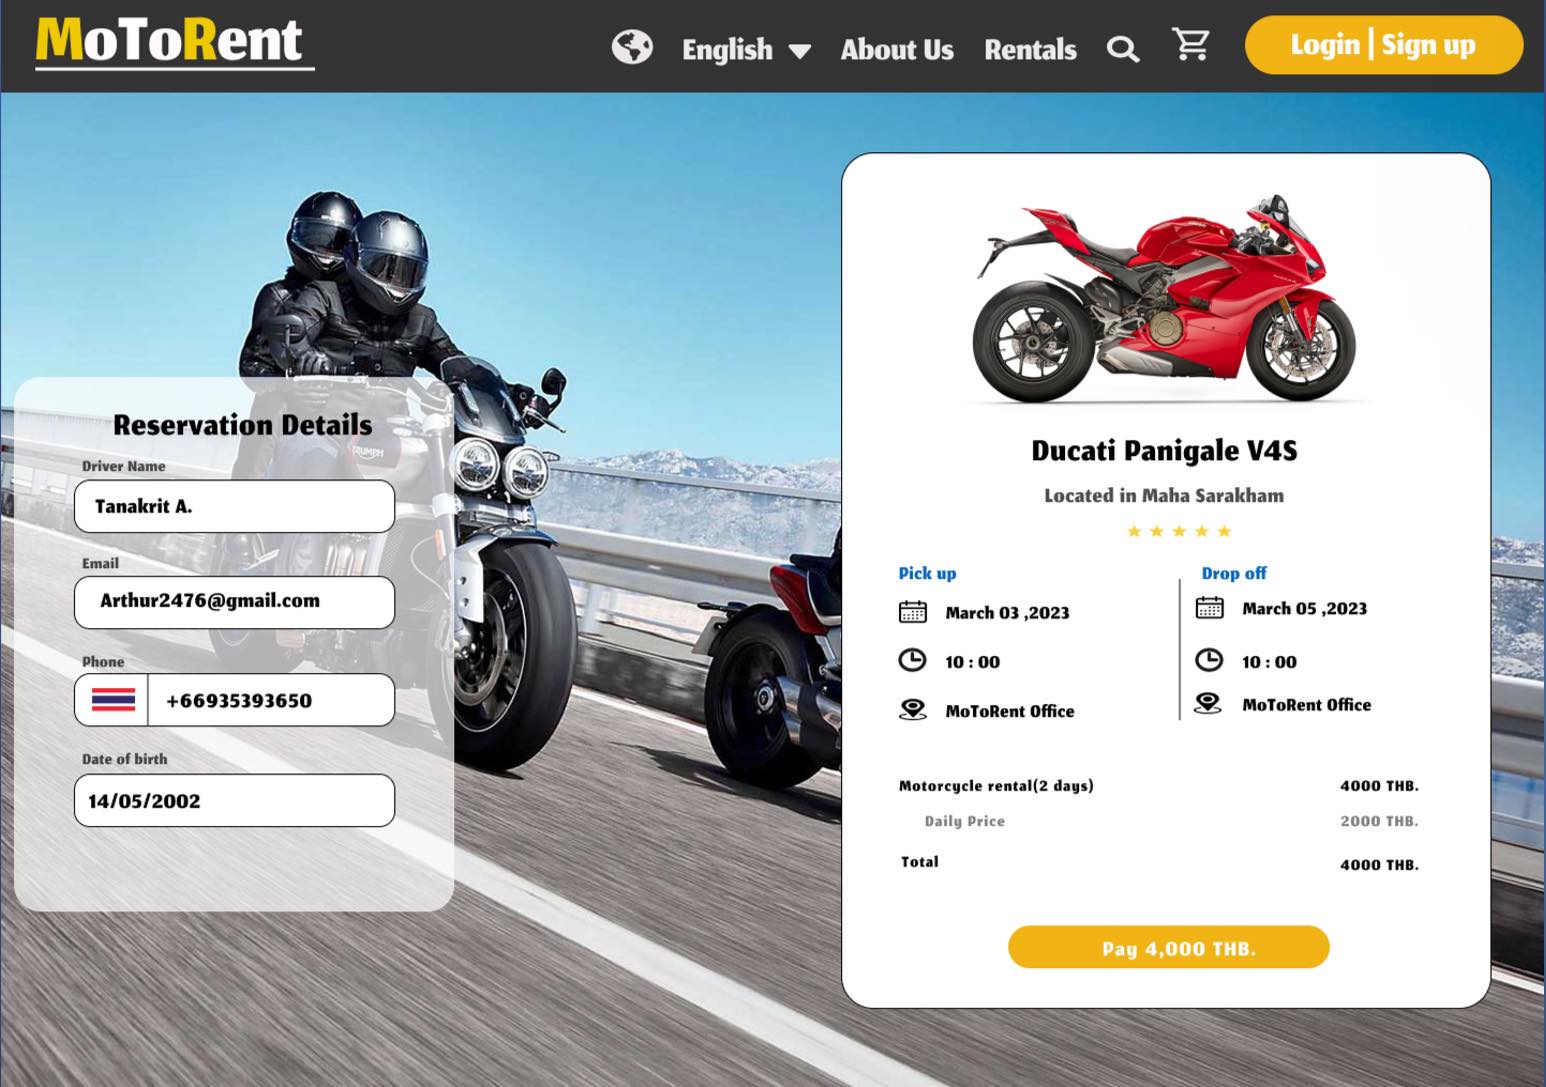 MoToRent
English
About Us
Rentals
Login | Sign up
Reservation Details
Driver Name
Tanakrit A.
Email
Arthur2476@gmail.com
Phone
+66935393650
Date of birth
14/05/2002
TRIUMPH
Ducati Panigale V4S
Located in Maha Sarakham
Pick up
March 03 ,2023
10 : 00
MoToRent Office
Drop off
March 05 ,2023
10 : 00
MoToRent Office
Motorcycle rental(2 days) 4000 THB.
Daily Price 2000 THB.
Total 4000 THB.
Pay 4,000 THB.